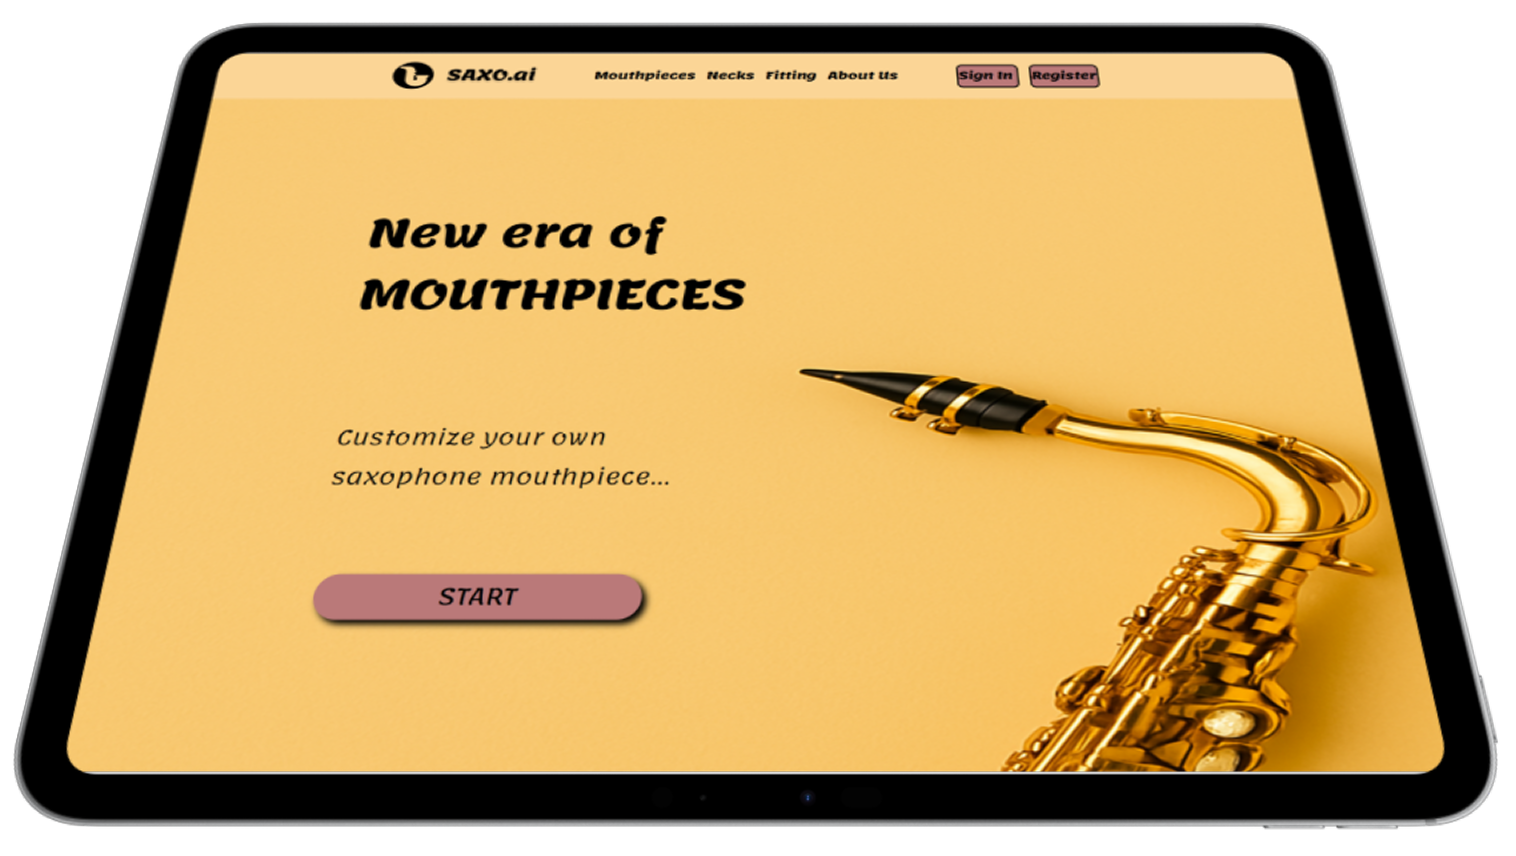 SAXO.ai Mouthpieces Necks Fitting About Us Sign In Register
New era of
MOUTHPIECES
Customize your own
saxophone mouthpiece...
START